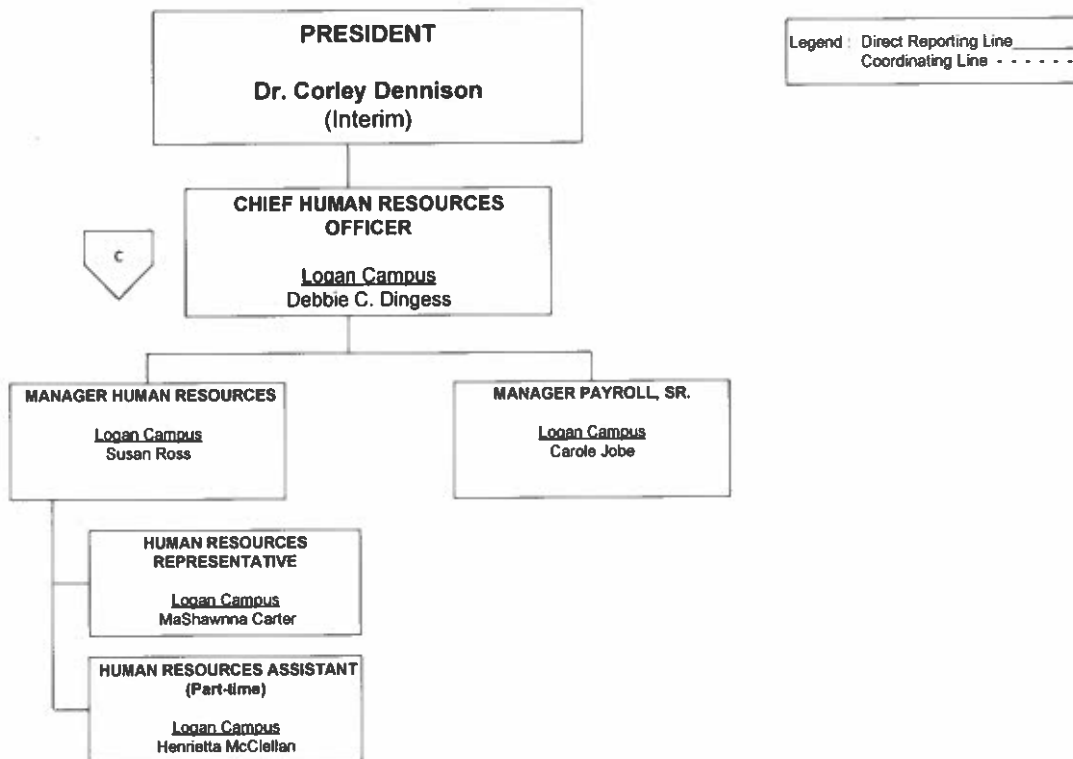 PRESIDENT
Dr. Corley Dennison
(Interim)
Legend : Direct Reporting Line
Coordinating Line - - - - - -
CHIEF HUMAN RESOURCES
OFFICER
Logan Campus
Debbie C. Dingess
C
MANAGER HUMAN RESOURCES
Logan Campus
Susan Ross
MANAGER PAYROLL, SR.
Logan Campus
Carole Jobe
HUMAN RESOURCES
REPRESENTATIVE
Logan Campus
MaShawnna Carter
HUMAN RESOURCES ASSISTANT
(Part-time)
Logan Campus
Henrietta McClellan